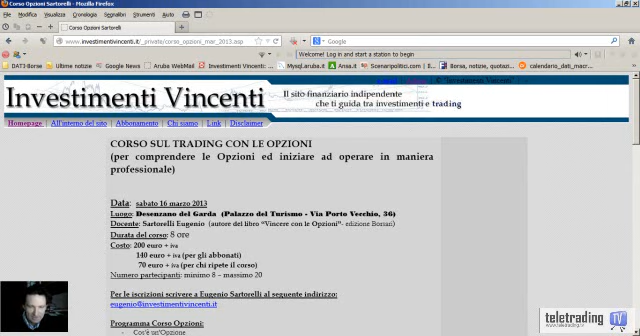 Corso Opzioni Sartorelli - Mozilla Firefox
File Modifica Visualizza Cronologia Segnalibri Strumenti Aiuto
Corso Opzioni Sartorelli
www.investimentivincenti.it/_private/corso_opzioni_mar_2013.asp
Google
Welcome! Log in and start a station to begin
DATI-Borse Ultime notizie Google News Aruba WebMail Investimenti Vincenti: ... Mysql.aruba.it Ansa.it Scenaripolitici.com... Borsa, notizie, quotazi... calendario_dati_macr...
Investimenti Vincenti
Il sito finanziario indipendente
che ti guida tra investimenti e trading
Homepage | All'interno del sito | Abbonamento | Chi siamo | Link | Disclaimer
CORSO SUL TRADING CON LE OPZIONI
(per comprendere le Opzioni ed iniziare ad operare in maniera
professionale)
Data: sabato 16 marzo 2013
Luogo: Desenzano del Garda (Palazzo del Turismo - Via Porto Vecchio, 36)
Docente: Sartorelli Eugenio (autore del libro "Vincere con le Opzioni"- edizione Borsari)
Durata del corso: 8 ore
Costo: 200 euro + iva
140 euro + iva (per gli abbonati)
70 euro + iva (per chi ripete il corso)
Numero partecipanti: minimo 8 – massimo 20
Per le iscrizioni scrivere a Eugenio Sartorelli al seguente indirizzo:
eugenio@investimentivincenti.it
Programma Corso Opzioni:
- Cos'è un'Opzione
teletrading TV
www.teletrading.tv